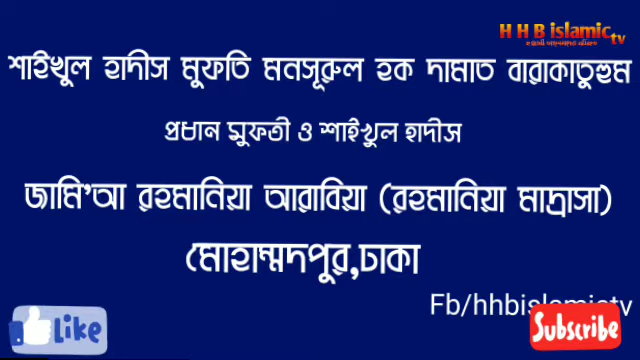 H H B islamic tv
শাইখুল হাদীস মুফতি মনসূরুল হক দামাত বারাকাতুহুম
প্রধান মুফতী ও শাইখুল হাদীস
জামি'আ রহমানিয়া আরাবিয়া (রহমানিয়া মাদ্রাসা)
মোহাম্মদপুর,ঢাকা
Fb/hhbislamictv
Like
Subscribe